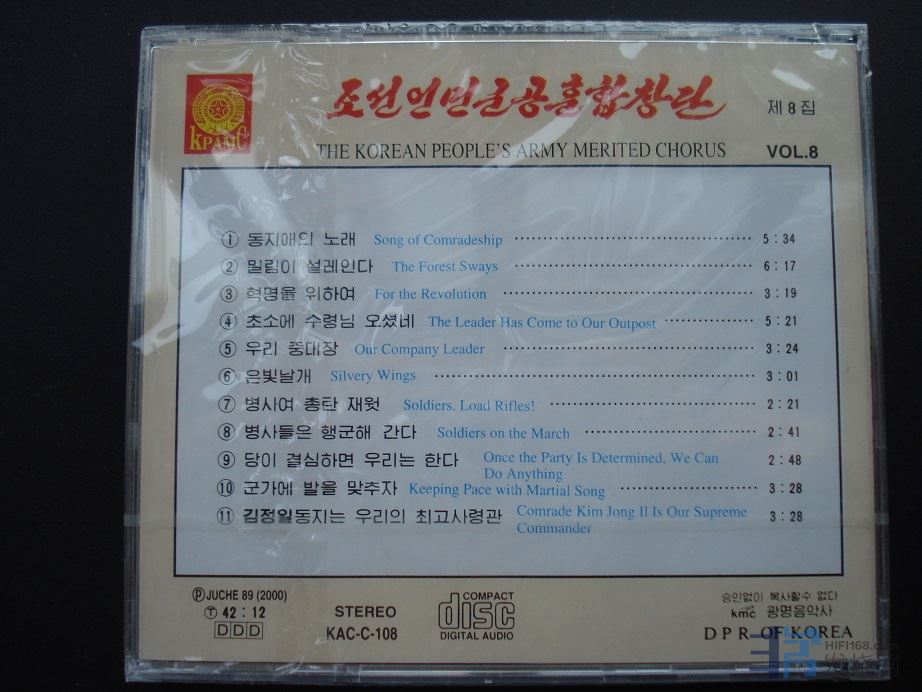 조선인민군공훈합창단 제8집
KPAMC
THE KOREAN PEOPLE'S ARMY MERITED CHORUS VOL.8
① 동지애의 노래 Song of Comradeship 5:34
② 밀림이 설레인다 The Forest Sways 6:17
③ 혁명을 위하여 For the Revolution 3:19
④ 초소에 수령님 오셨네 The Leader Has Come to Our Outpost 5:21
⑤ 우리 중대장 Our Company Leader 3:24
⑥ 은빛날개 Silvery Wings 3:01
⑦ 병사여 총탄 재웟 Soldiers, Load Rifles! 2:21
⑧ 병사들은 행군해 간다 Soldiers on the March 2:41
⑨ 당이 결심하면 우리는 한다 Once the Party Is Determined, We Can 2:48
Do Anything
⑩ 군가에 발을 맞추자 Keeping Pace with Martial Song 3:28
⑪ 김정일동지는 우리의 최고사령관 Comrade Kim Jong Il Is Our Supreme 3:28
Commander
Ⓟ JUCHE 89 (2000)
Ⓣ 42:12
DDD
STEREO
KAC-C-108
COMPACT
disc
DIGITAL AUDIO
승인없이 복사할수 없다
kmc 광명음악사
D P R OF KOREA
HIFI168.com